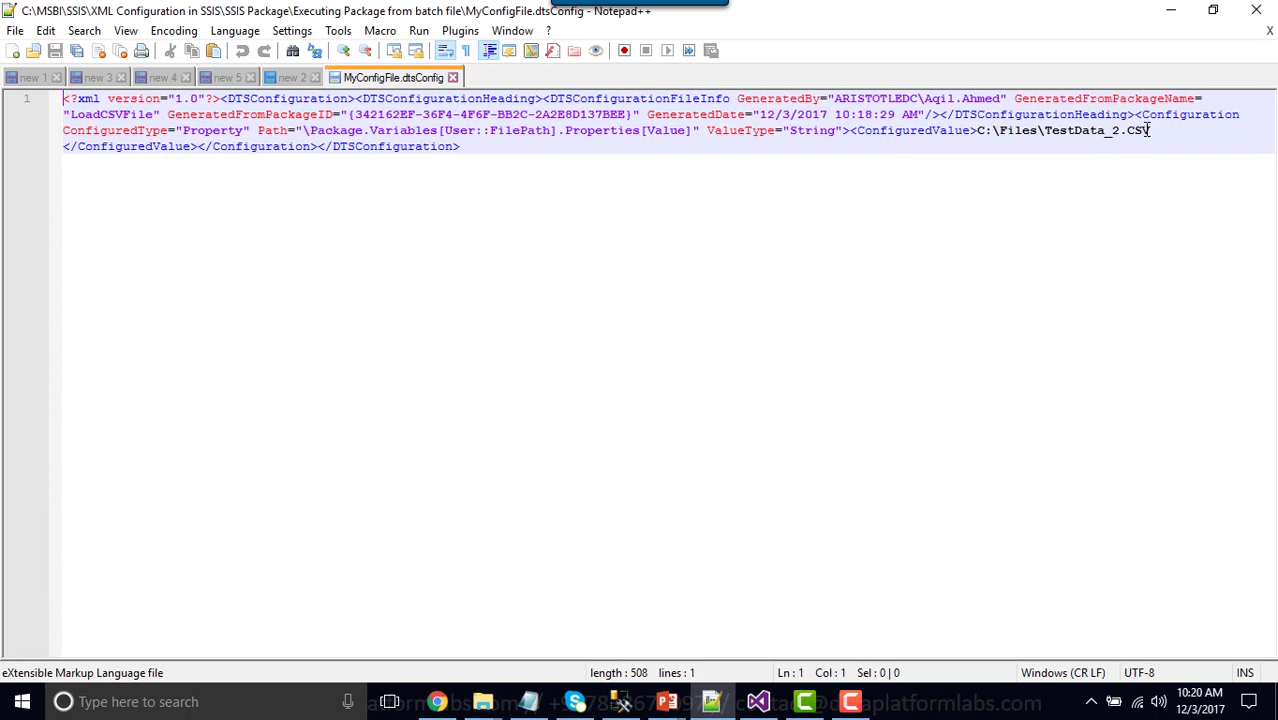 C:\MSBI\SSIS\XML Configuration in SSIS\SSIS Package\Executing Package from batch file\MyConfigFile.dtsConfig - Notepad++
File Edit Search View Encoding Language Settings Tools Macro Run Plugins Window ? X
new 1 new 3 new 4 new 5 new 2 MyConfigFile.dtsConfig
1 <?xml version="1.0"?><DTSConfiguration><DTSConfigurationHeading><DTSConfigurationFileInfo GeneratedBy="ARISTOTLEDC\Aqil.Ahmed" GeneratedFromPackageName=
"LoadCSVFile" GeneratedFromPackageID="{342162EF-36F4-4F6F-BB2C-2A2E8D137BEE}" GeneratedDate="12/3/2017 10:18:29 AM"/></DTSConfigurationHeading><Configuration
ConfiguredType="Property" Path="\Package.Variables[User::FilePath].Properties[Value]" ValueType="String"><ConfiguredValue>C:\Files\TestData_2.CSV
</ConfiguredValue></Configuration></DTSConfiguration>
eXtensible Markup Language file length : 508 lines : 1 Ln : 1 Col : 1 Sel : 0 | 0 Windows (CR LF) UTF-8 INS
Type here to search
10:20 AM
12/3/2017